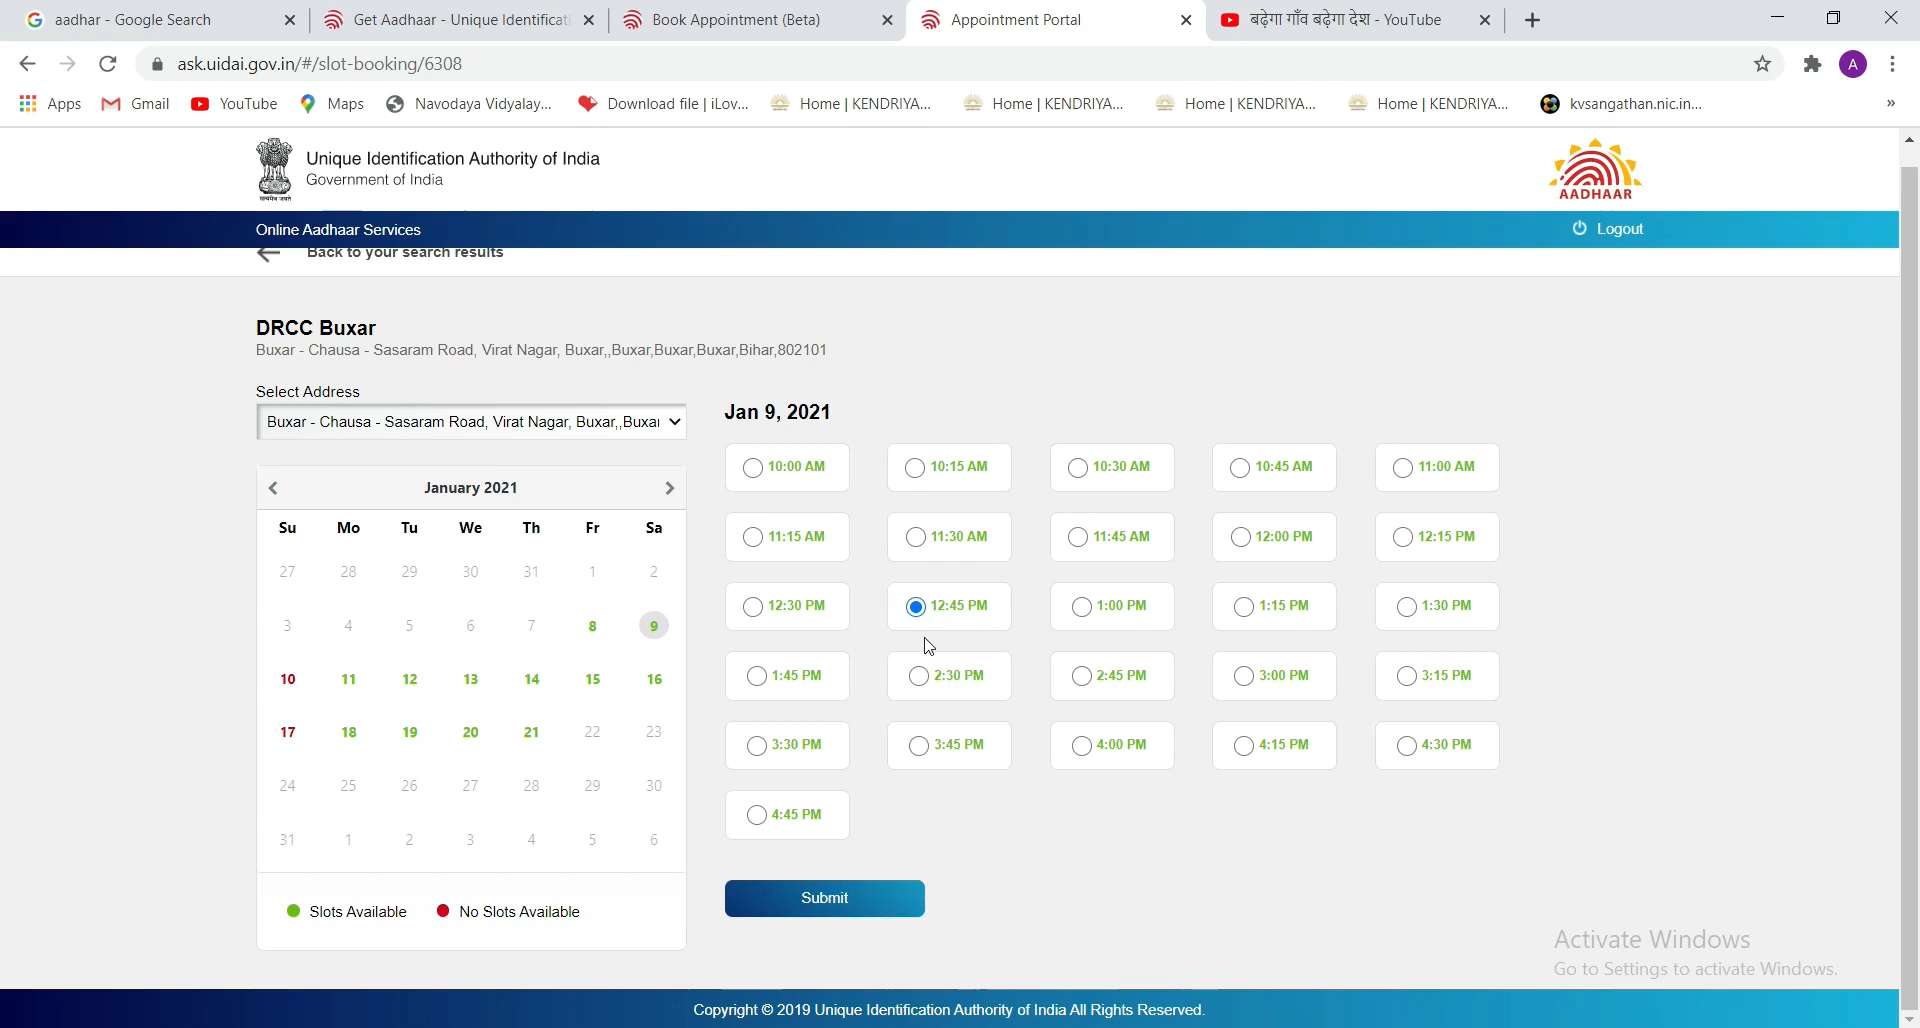 aadhar - Google Search
Get Aadhaar - Unique Identificati
Book Appointment (Beta)
Appointment Portal
बढ़ेगा गाँव बढ़ेगा देश - YouTube
ask.uidai.gov.in/#/slot-booking/6308
A
Apps
Gmail
YouTube
Maps
Navodaya Vidyalay...
Download file | iLov...
Home | KENDRIYA...
Home | KENDRIYA...
Home | KENDRIYA...
Home | KENDRIYA...
kvsangathan.nic.in...
»
सत्यमेव जयते
Unique Identification Authority of India
Government of India
AADHAAR
Online Aadhaar Services
Logout
Back to your search results
DRCC Buxar
Buxar - Chausa - Sasaram Road, Virat Nagar, Buxar,,Buxar,Buxar,Buxar,Bihar,802101
Select Address
Buxar - Chausa - Sasaram Road, Virat Nagar, Buxar,,Buxar
January 2021
Su Mo Tu We Th Fr Sa
27 28 29 30 31 1 2
3 4 5 6 7 8 9
10 11 12 13 14 15 16
17 18 19 20 21 22 23
24 25 26 27 28 29 30
31 1 2 3 4 5 6
Slots Available
No Slots Available
Jan 9, 2021
10:00 AM 10:15 AM 10:30 AM 10:45 AM 11:00 AM
11:15 AM 11:30 AM 11:45 AM 12:00 PM 12:15 PM
12:30 PM 12:45 PM 1:00 PM 1:15 PM 1:30 PM
1:45 PM 2:30 PM 2:45 PM 3:00 PM 3:15 PM
3:30 PM 3:45 PM 4:00 PM 4:15 PM 4:30 PM
4:45 PM
Submit
Activate Windows
Go to Settings to activate Windows.
Copyright © 2019 Unique Identification Authority of India All Rights Reserved.